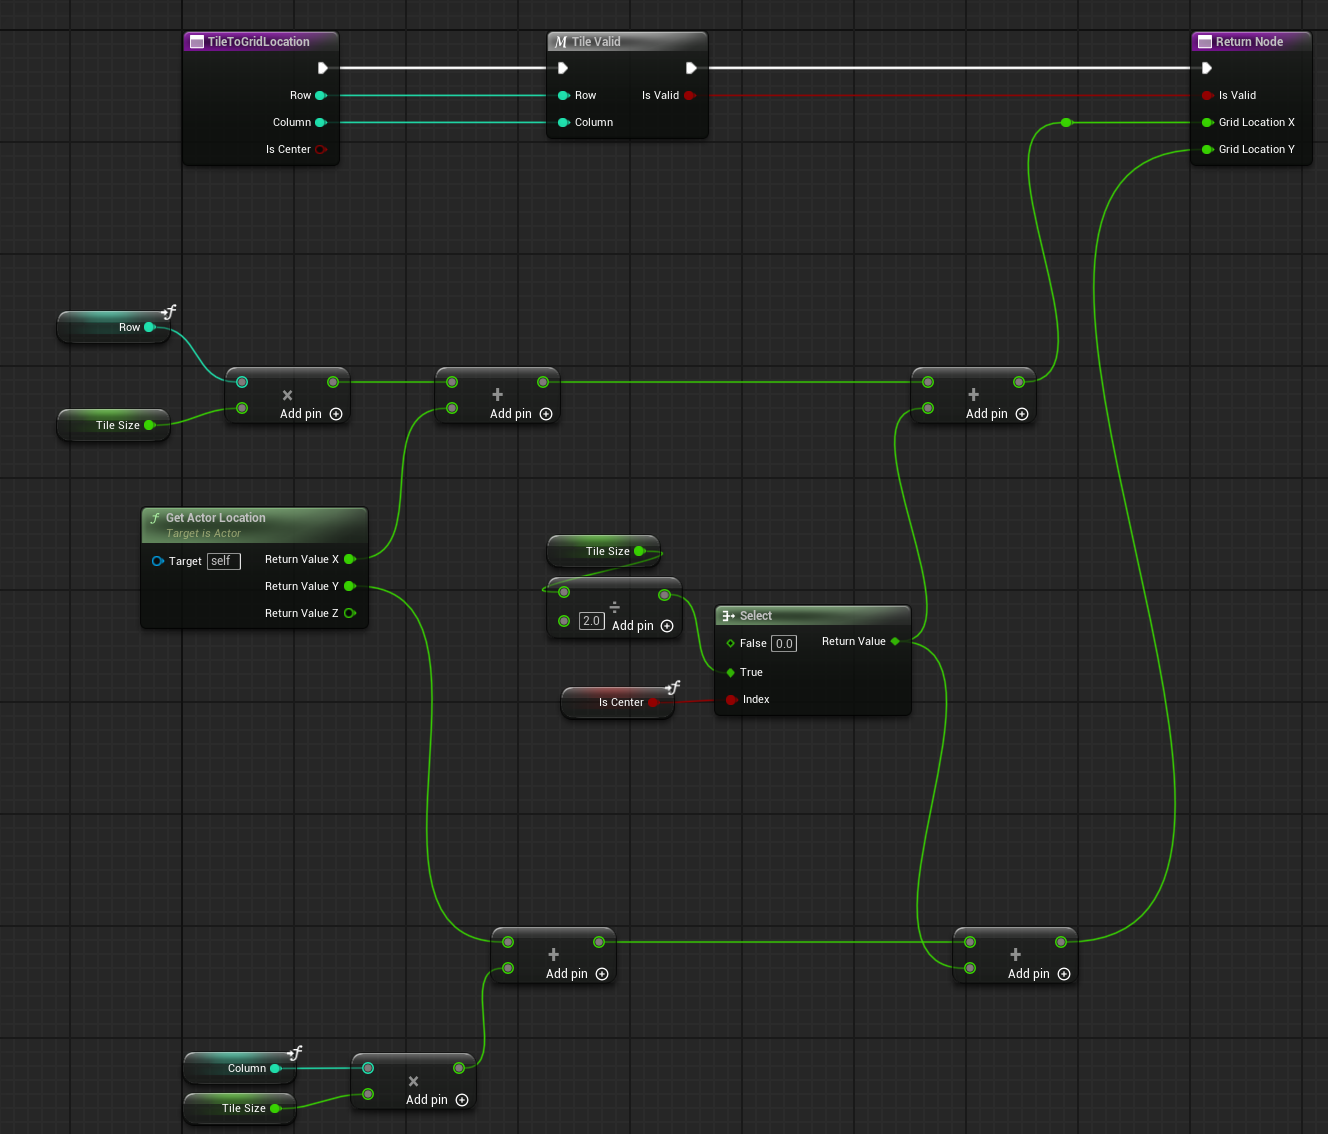 TileToGridLocation
Row
Column
Is Center
Tile Valid
Row
Is Valid
Column
Return Node
Is Valid
Grid Location X
Grid Location Y
Row
×
Add pin
+
Add pin
+
Add pin
Tile Size
f Get Actor Location
Target is Actor
Target self
Return Value X
Return Value Y
Return Value Z
Tile Size
÷
2.0
Add pin
Select
False 0.0
Return Value
True
Is Center
Index
+
Add pin
+
Add pin
Column
×
Add pin
Tile Size